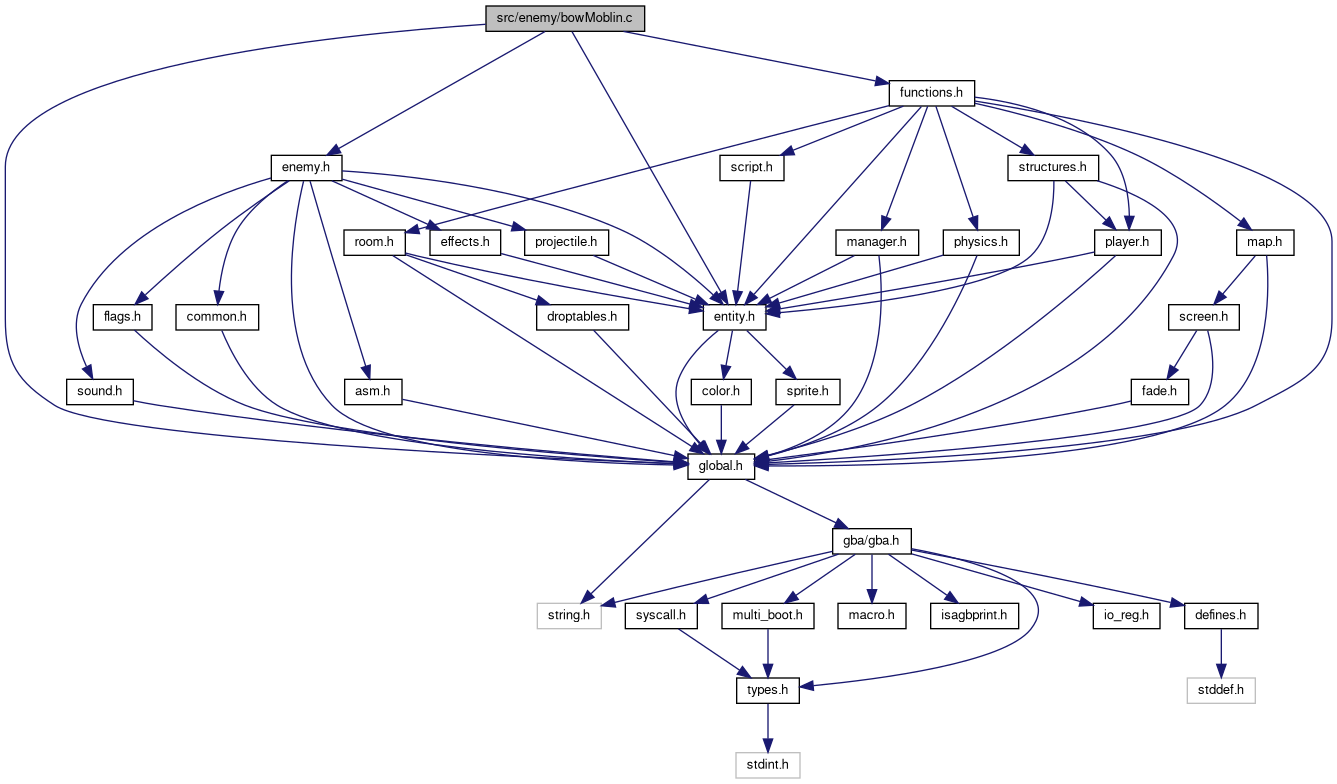 src/enemy/bowMoblin.c
functions.h
enemy.h
script.h
structures.h
room.h
effects.h
projectile.h
manager.h
physics.h
player.h
map.h
flags.h
common.h
droptables.h
entity.h
screen.h
sound.h
asm.h
color.h
sprite.h
fade.h
global.h
gba/gba.h
string.h
syscall.h
multi_boot.h
macro.h
isagbprint.h
io_reg.h
defines.h
types.h
stddef.h
stdint.h